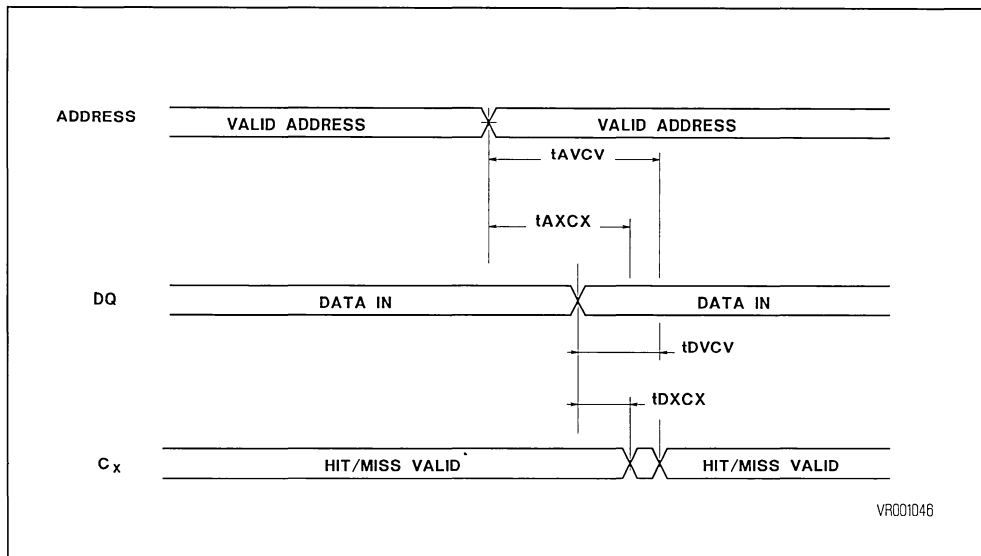 ADDRESS
VALID ADDRESS
VALID ADDRESS
tAVCV
tAXCX
DQ
DATA IN
DATA IN
tDVCV
tDXCX
Cx
HIT/MISS VALID
HIT/MISS VALID
VR001046